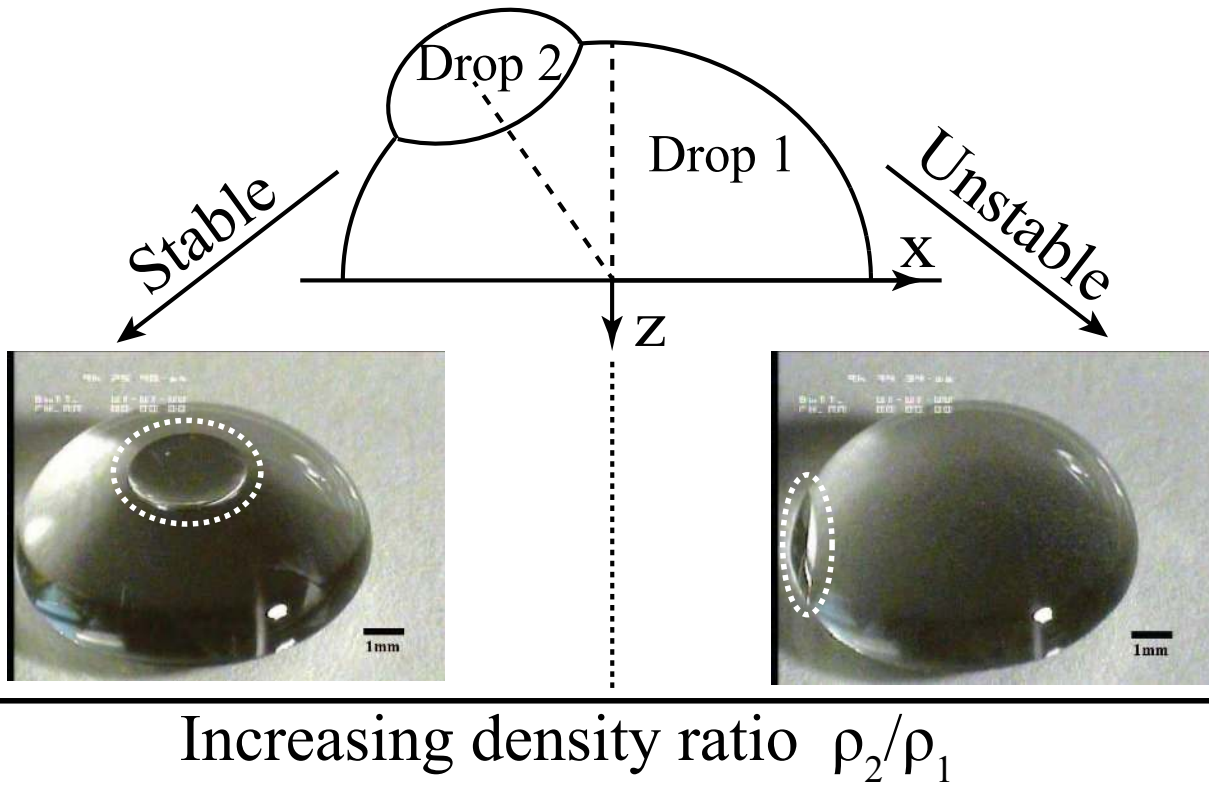 Drop 2
Drop 1
Stable
Unstable
x
z
1mm
1mm
Increasing density ratio ρ₂/ρ₁